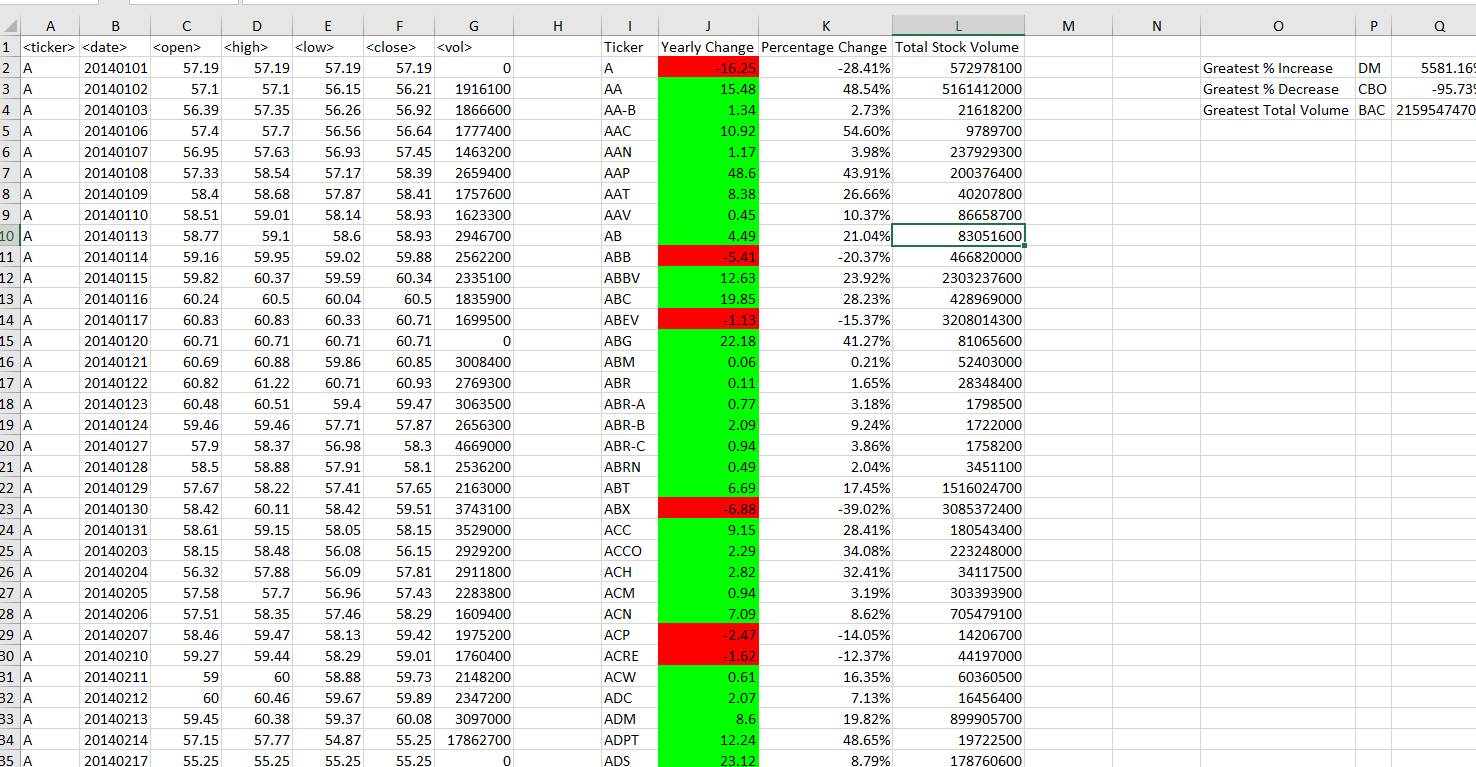 A B C D E F G H I J K L M N O P Q
1 <ticker> <date> <open> <high> <low> <close> <vol> Ticker Yearly Change Percentage Change Total Stock Volume
2 A 20140101 57.19 57.19 57.19 57.19 0 A -16.25 -28.41% 572978100 Greatest % Increase DM 5581.16%
3 A 20140102 57.1 57.1 56.15 56.21 1916100 AA 15.48 48.54% 5161412000 Greatest % Decrease CBO -95.73%
4 A 20140103 56.39 57.35 56.26 56.92 1866600 AA-B 1.34 2.73% 21618200 Greatest Total Volume BAC 2159547470
5 A 20140106 57.4 57.7 56.56 56.64 1777400 AAC 10.92 54.60% 9789700
6 A 20140107 56.95 57.63 56.93 57.45 1463200 AAN 1.17 3.98% 237929300
7 A 20140108 57.33 58.54 57.17 58.39 2659400 AAP 48.6 43.91% 200376400
8 A 20140109 58.4 58.68 57.87 58.41 1757600 AAT 8.38 26.66% 40207800
9 A 20140110 58.51 59.01 58.14 58.93 1623300 AAV 0.45 10.37% 86658700
10 A 20140113 58.77 59.1 58.6 58.93 2946700 AB 4.49 21.04% 83051600
11 A 20140114 59.16 59.95 59.02 59.88 2562200 ABB -5.41 -20.37% 466820000
12 A 20140115 59.82 60.37 59.59 60.34 2335100 ABBV 12.63 23.92% 2303237600
13 A 20140116 60.24 60.5 60.04 60.5 1835900 ABC 19.85 28.23% 428969000
14 A 20140117 60.83 60.83 60.33 60.71 1699500 ABEV -1.13 -15.37% 3208014300
15 A 20140120 60.71 60.71 60.71 60.71 0 ABG 22.18 41.27% 81065600
16 A 20140121 60.69 60.88 59.86 60.85 3008400 ABM 0.06 0.21% 52403000
17 A 20140122 60.82 61.22 60.71 60.93 2769300 ABR 0.11 1.65% 28348400
18 A 20140123 60.48 60.51 59.4 59.47 3063500 ABR-A 0.77 3.18% 1798500
19 A 20140124 59.46 59.46 57.71 57.87 2656300 ABR-B 2.09 9.24% 1722000
20 A 20140127 57.9 58.37 56.98 58.3 4669000 ABR-C 0.94 3.86% 1758200
21 A 20140128 58.5 58.88 57.91 58.1 2536200 ABRN 0.49 2.04% 3451100
22 A 20140129 57.67 58.22 57.41 57.65 2163000 ABT 6.69 17.45% 1516024700
23 A 20140130 58.42 60.11 58.42 59.51 3743100 ABX -6.88 -39.02% 3085372400
24 A 20140131 58.61 59.15 58.05 58.15 3529000 ACC 9.15 28.41% 180543400
25 A 20140203 58.15 58.48 56.08 56.15 2929200 ACCO 2.29 34.08% 223248000
26 A 20140204 56.32 57.88 56.09 57.81 2911800 ACH 2.82 32.41% 34117500
27 A 20140205 57.58 57.7 56.96 57.43 2283800 ACM 0.94 3.19% 303393900
28 A 20140206 57.51 58.35 57.46 58.29 1609400 ACN 7.09 8.62% 705479100
29 A 20140207 58.46 59.47 58.13 59.42 1975200 ACP -2.47 -14.05% 14206700
30 A 20140210 59.27 59.44 58.29 59.01 1760400 ACRE -1.62 -12.37% 44197000
31 A 20140211 59 60 58.88 59.73 2148200 ACW 0.61 16.35% 60360500
32 A 20140212 60 60.46 59.67 59.89 2347200 ADC 2.07 7.13% 16456400
33 A 20140213 59.45 60.38 59.37 60.08 3097000 ADM 8.6 19.82% 899905700
34 A 20140214 57.15 57.77 54.87 55.25 17862700 ADPT 12.24 48.65% 19722500
35 A 20140217 55.25 55.25 55.25 55.25 0 ADS 23.12 8.79% 178760600